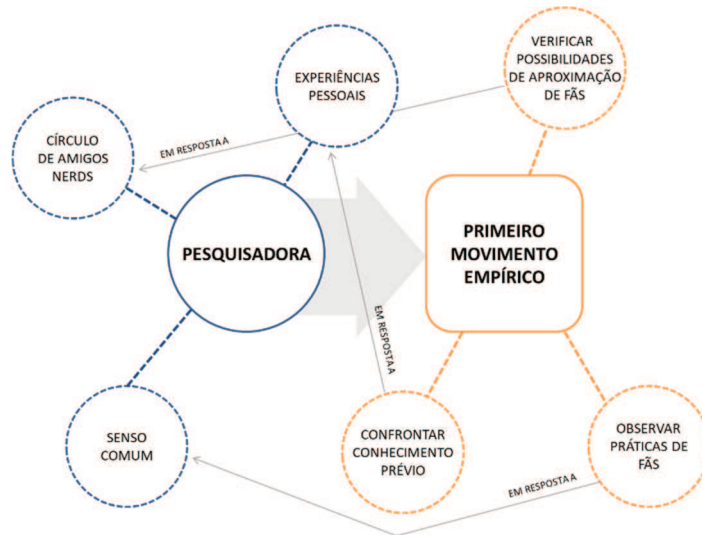 VERIFICAR
POSSIBILIDADES
DE APROXIMAÇÃO
DE FÃS
EXPERIÊNCIAS
PESSOAIS
CÍRCULO
DE AMIGOS
NERDS
EM RESPOSTA A
PESQUISADORA
PRIMEIRO
MOVIMENTO
EMPÍRICO
EM RESPOSTA A
SENSO
COMUM
CONFRONTAR
CONHECIMENTO
PRÉVIO
OBSERVAR
PRÁTICAS DE
FÃS
EM RESPOSTA A